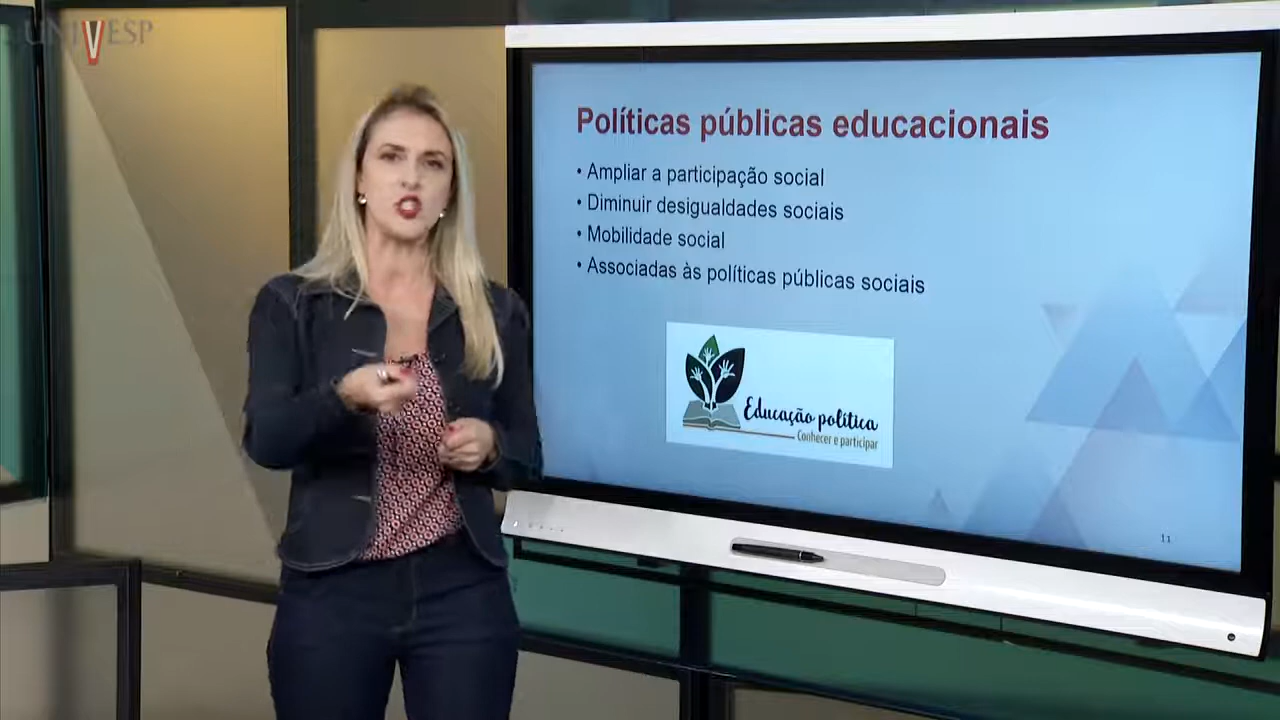 UNIVESP
Políticas públicas educacionais
• Ampliar a participação social
• Diminuir desigualdades sociais
• Mobilidade social
• Associadas às políticas públicas sociais
Educação política
Conhecer e participar
11